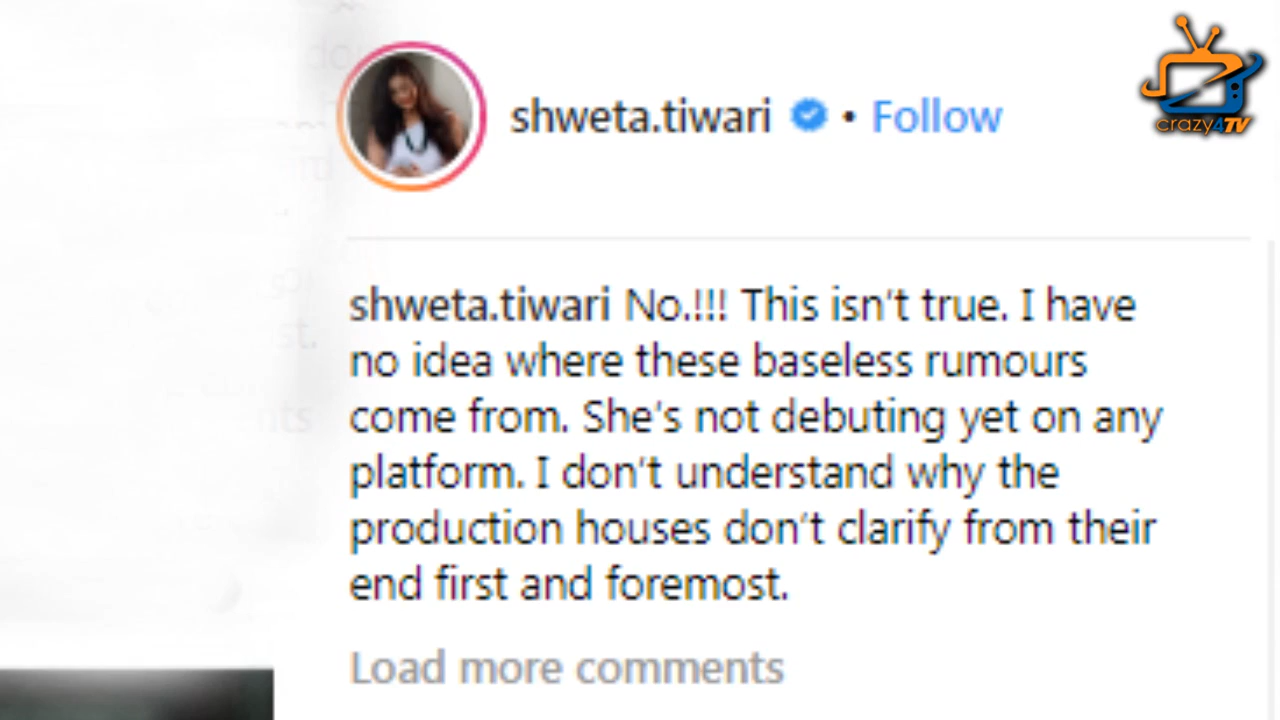 crazy4TV
shweta.tiwari • Follow
shweta.tiwari No.!!! This isn't true. I have
no idea where these baseless rumours
come from. She's not debuting yet on any
platform. I don't understand why the
production houses don't clarify from their
end first and foremost.
Load more comments